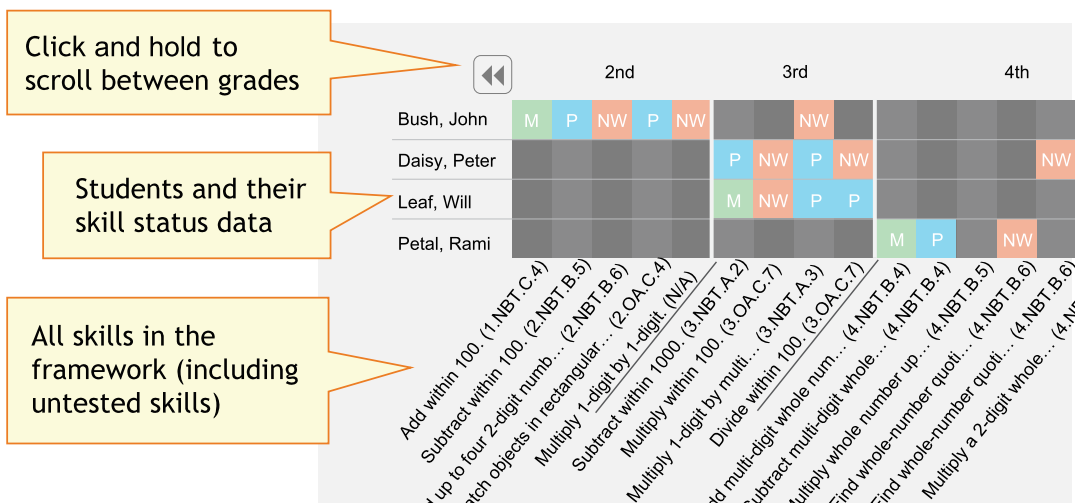 Click and hold to
scroll between grades
2nd 3rd 4th
Bush, John M P NW P NW NW
Daisy, Peter P NW P NW NW
Students and their
skill status data
Leaf, Will M NW P P
Petal, Rami M P NW
All skills in the
framework (including
untested skills)
Add within 100. (1.NBT.C.4)
Subtract within 100. (2.NBT.B.5)
up to four 2-digit numb... (2.NBT.B.6)
objects in rectangular... (2.OA.C.4)
Multiply 1-digit by 1-digit. (N/A)
Subtract within 1000. (3.NBT.A.2)
Multiply within 100. (3.OA.C.7)
Multiply 1-digit by multi... (3.NBT.A.3)
Divide within 100. (3.OA.C.7)
multi-digit whole num... (4.NBT.B.4)
multi-digit whole... (4.NBT.B.4)
whole number up... (4.NBT.B.5)
Find whole-number quoti... (4.NBT.B.6)
Find whole-number quoti... (4.NBT.B.6)
Multiply a 2-digit whole...